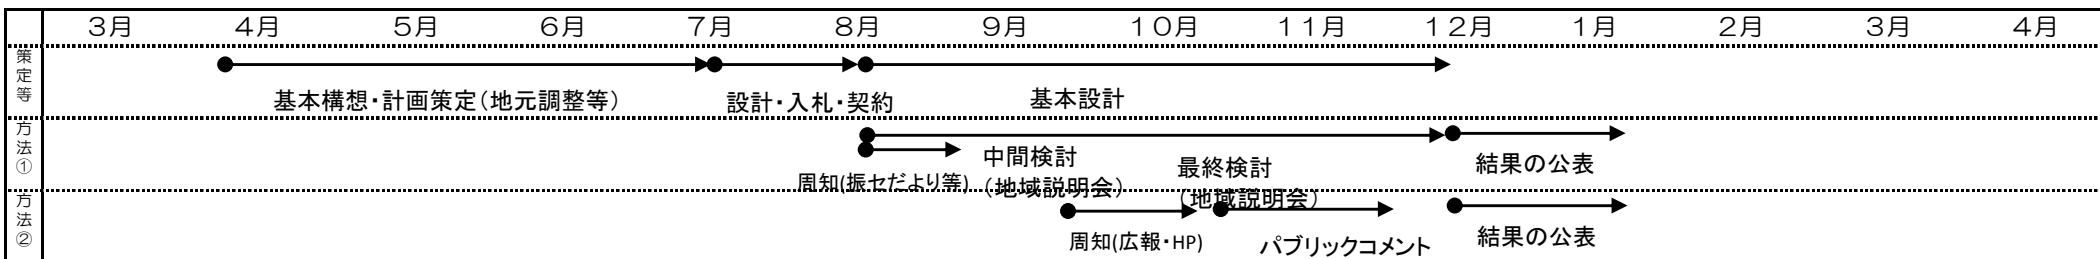 ３月 ４月 ５月 ６月 ７月 ８月 ９月 １０月 １１月 １２月 １月 ２月 ３月 ４月
策定等
基本構想・計画策定（地元調整等）
設計・入札・契約
基本設計
方法①
周知(振セだより等)
中間検討
（地域説明会）
最終検討
（地域説明会）
結果の公表
方法②
周知(広報・HP)
パブリックコメント
結果の公表